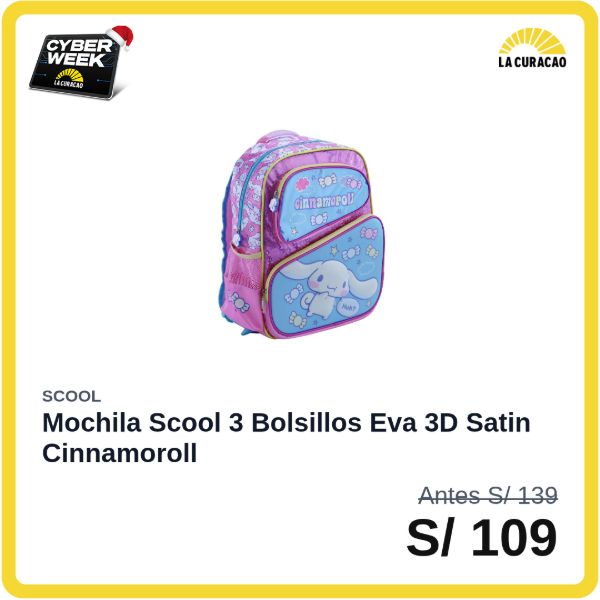 CYBER
WEEK
LA CURACAO
LA CURACAO
cinnamoroll
SCOOL
Mochila Scool 3 Bolsillos Eva 3D Satin
Cinnamoroll
Antes S/ 139
S/ 109